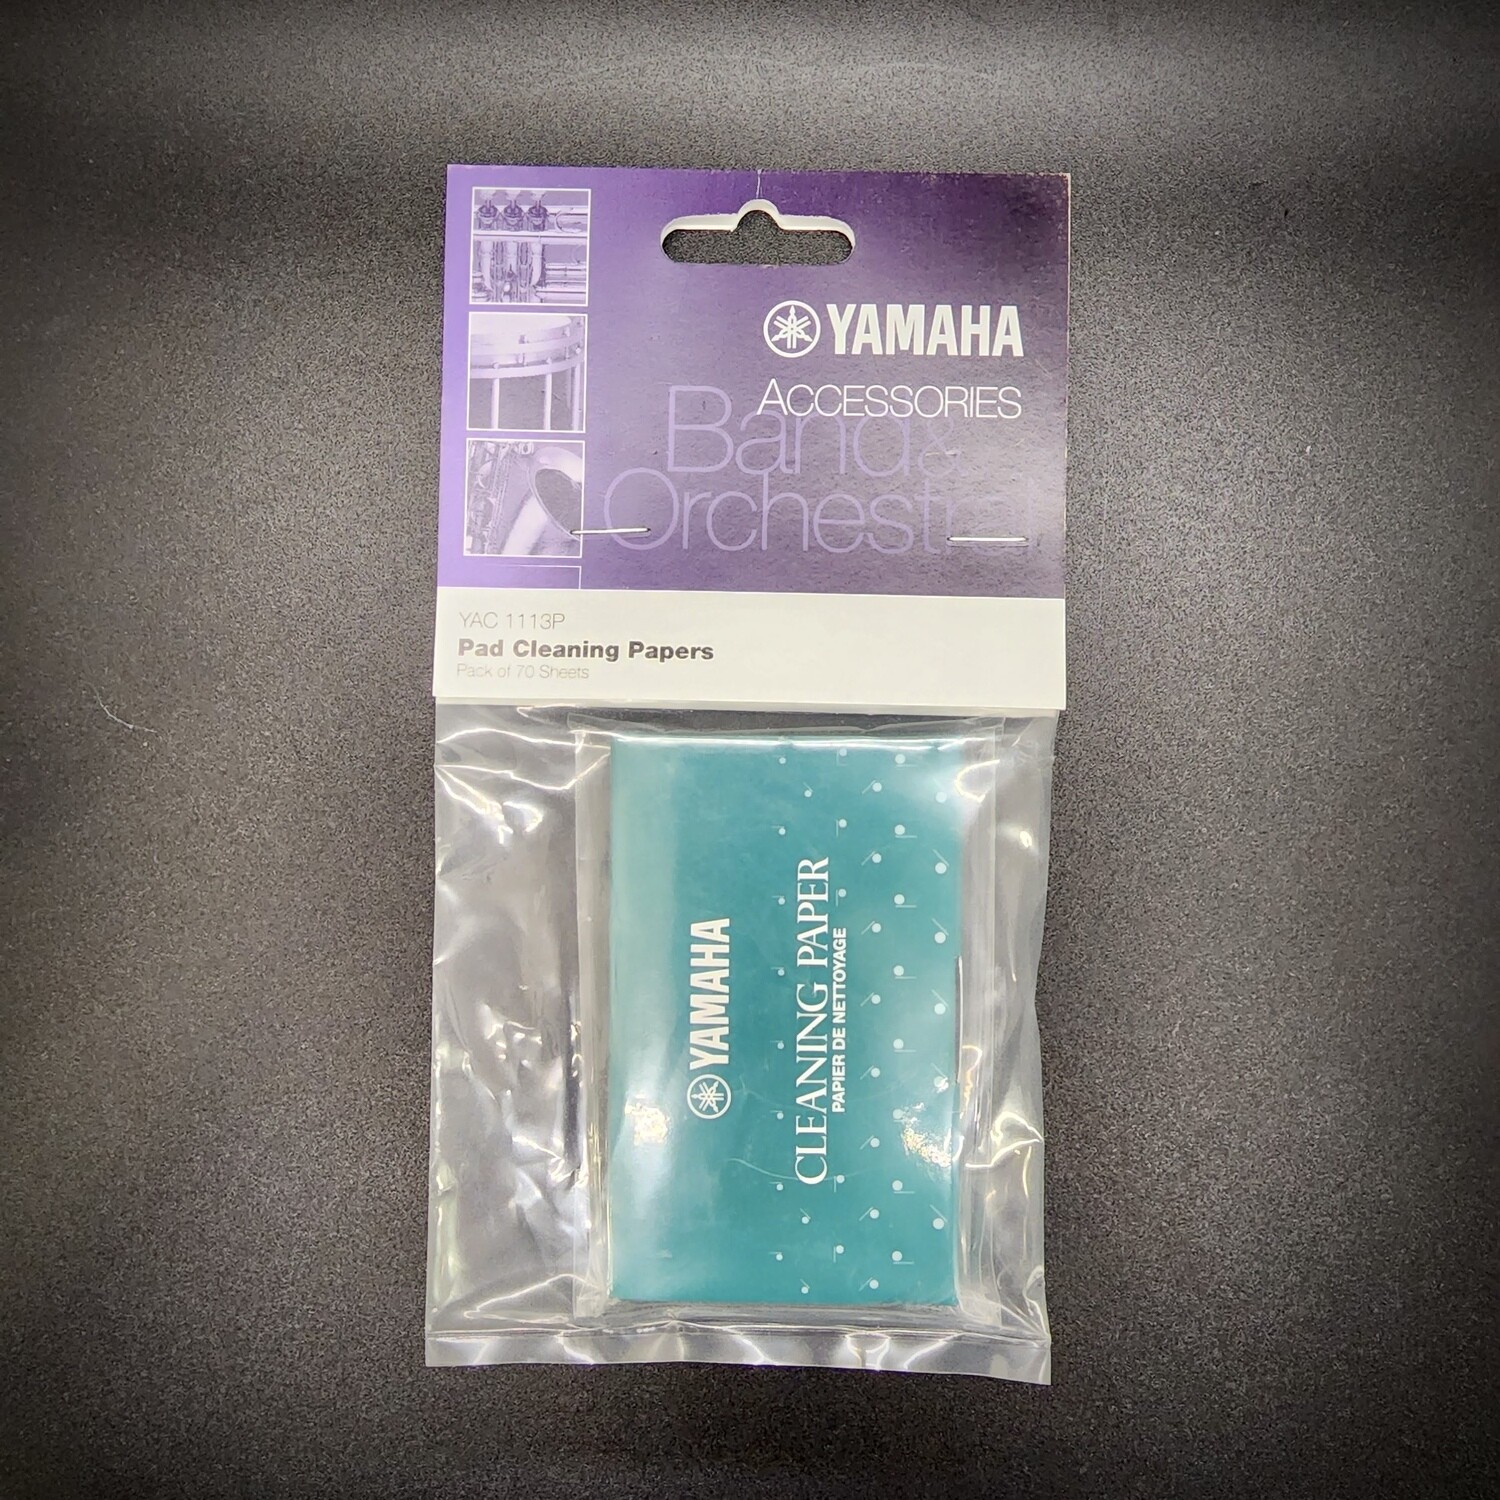 YAMAHA
ACCESSORIES
Band &
Orchestral
YAC 1113P
Pad Cleaning Papers
Pack of 70 Sheets
YAMAHA
CLEANING PAPER
PAPIER DE NETTOYAGE